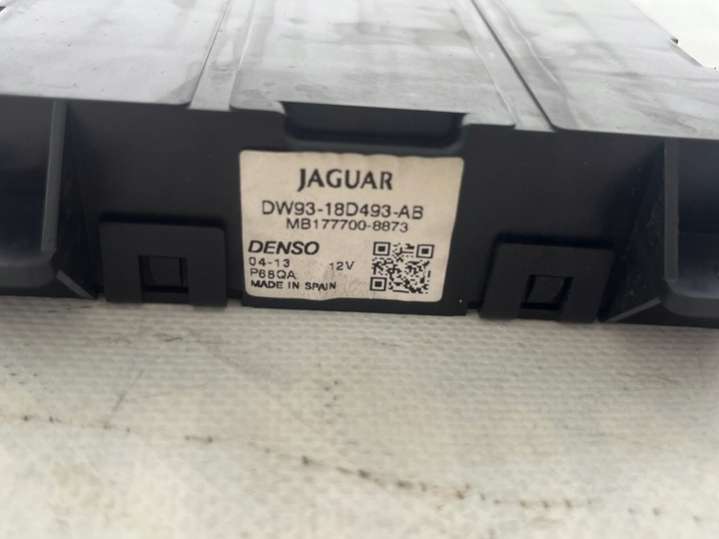 JAGUAR
DW93-18D493-AB
MB177700-8873
DENSO
04-13 12V
P68QA
MADE IN SPAIN